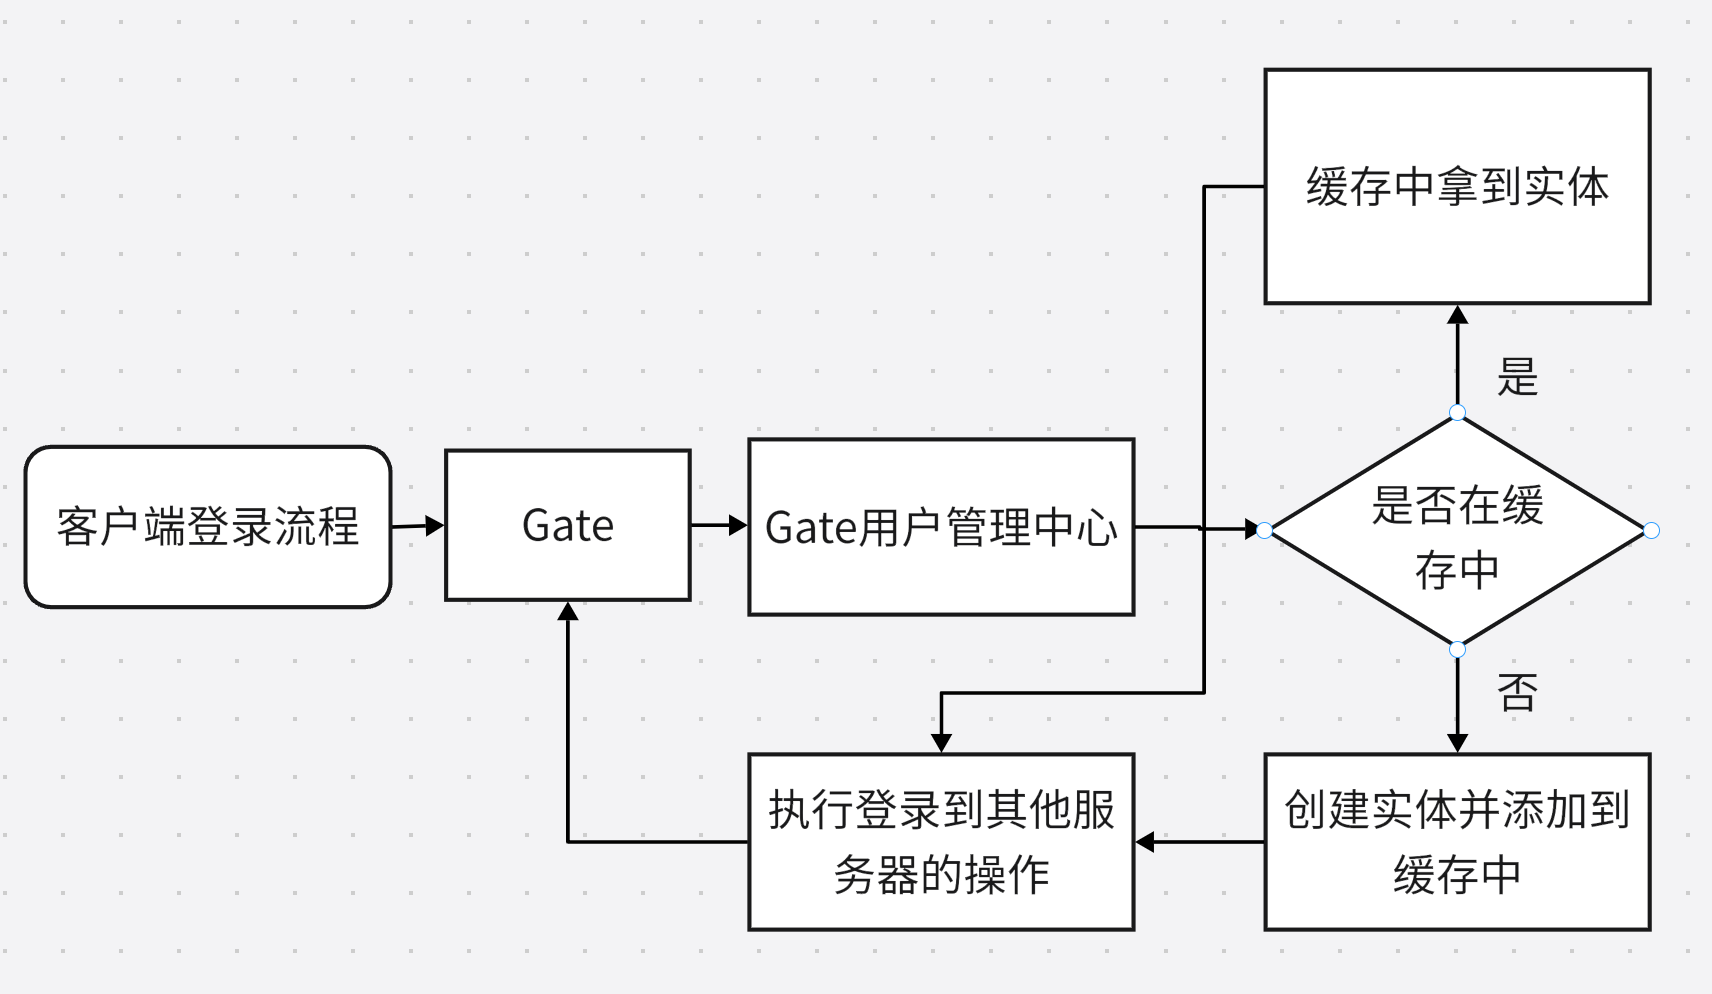 缓存中拿到实体
是
客户端登录流程
Gate
Gate用户管理中心
是否在缓
存中
否
执行登录到其他服
务器的操作
创建实体并添加到
缓存中